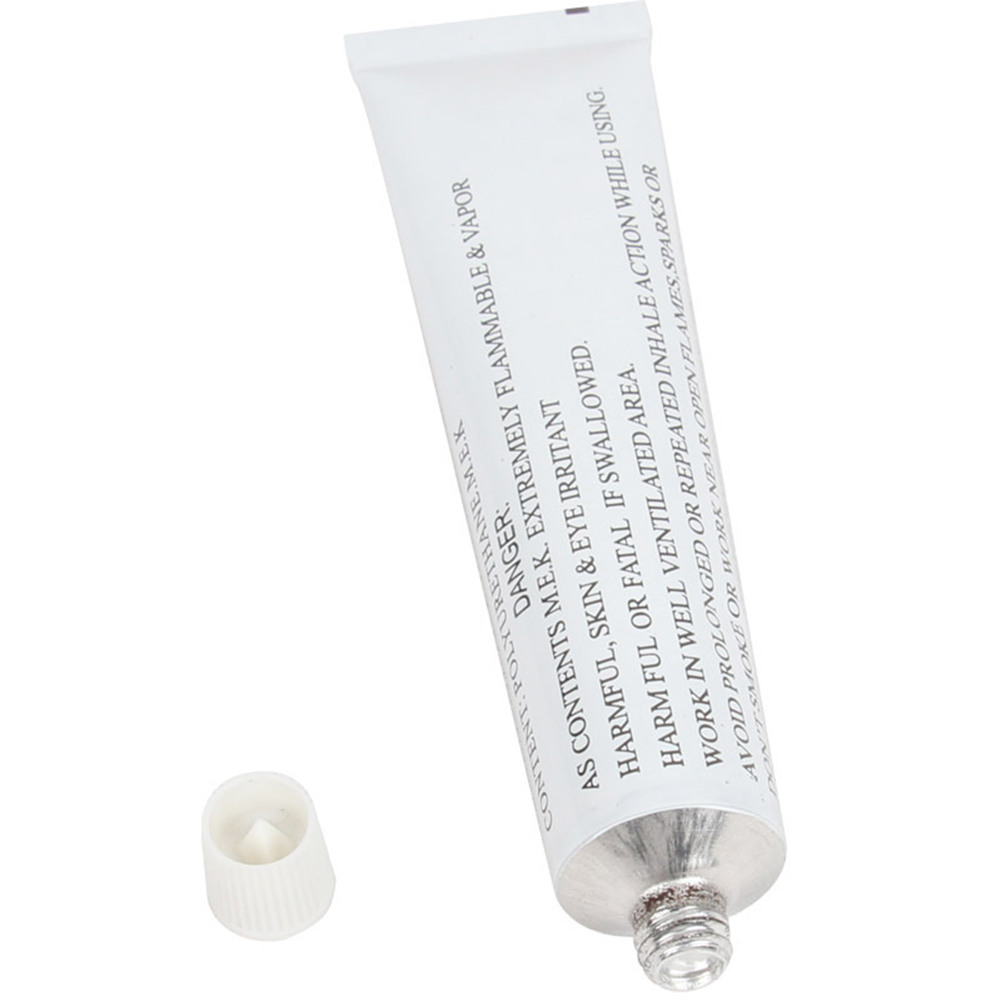 CONTENT: POLYURETHANE.M.E.K.
DANGER:
AS CONTENTS M.E.K. EXTREMELY FLAMMABLE & VAPOR
HARMFUL, SKIN & EYE IRRITANT
HARMFUL OR FATAL IF SWALLOWED.
WORK IN WELL VENTILATED AREA.
AVOID PROLONGED OR REPEATED INHALE ACTION WHILE USING.
DON'T SMOKE OR WORK NEAR OPEN FLAMES,SPARKS OR